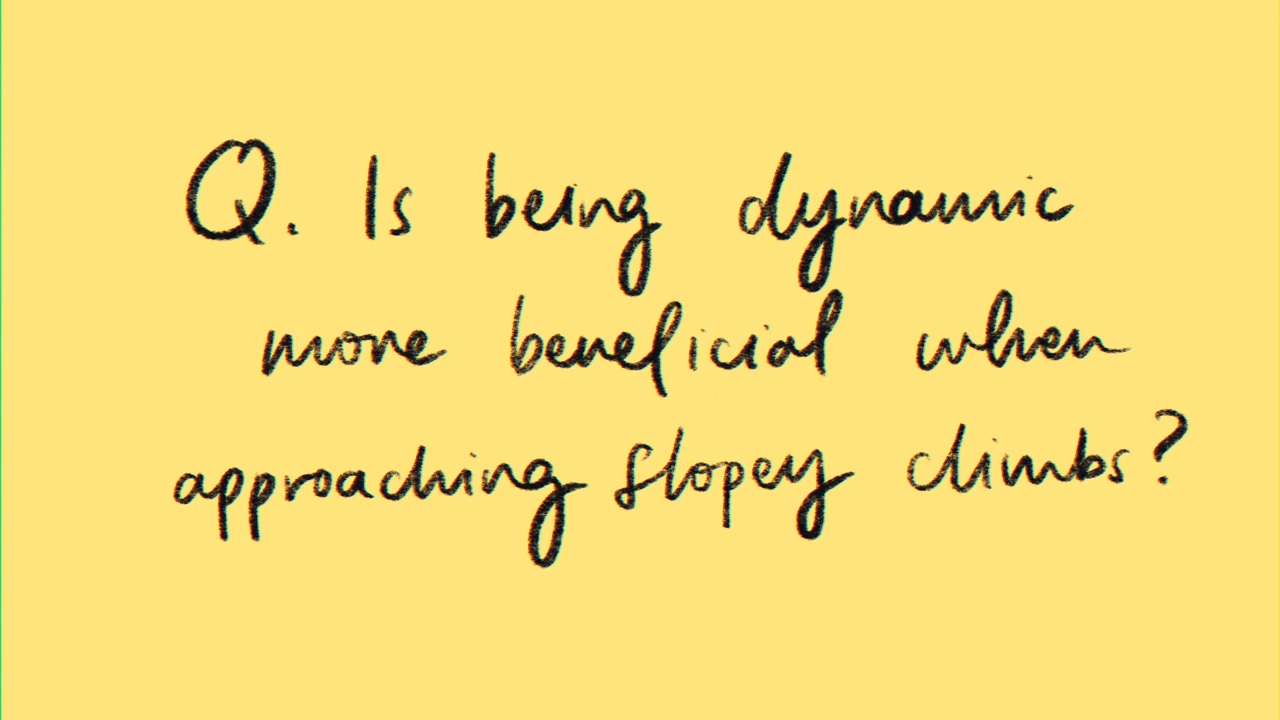 Q. Is being dynamic
more beneficial when
approaching slopey climbs?